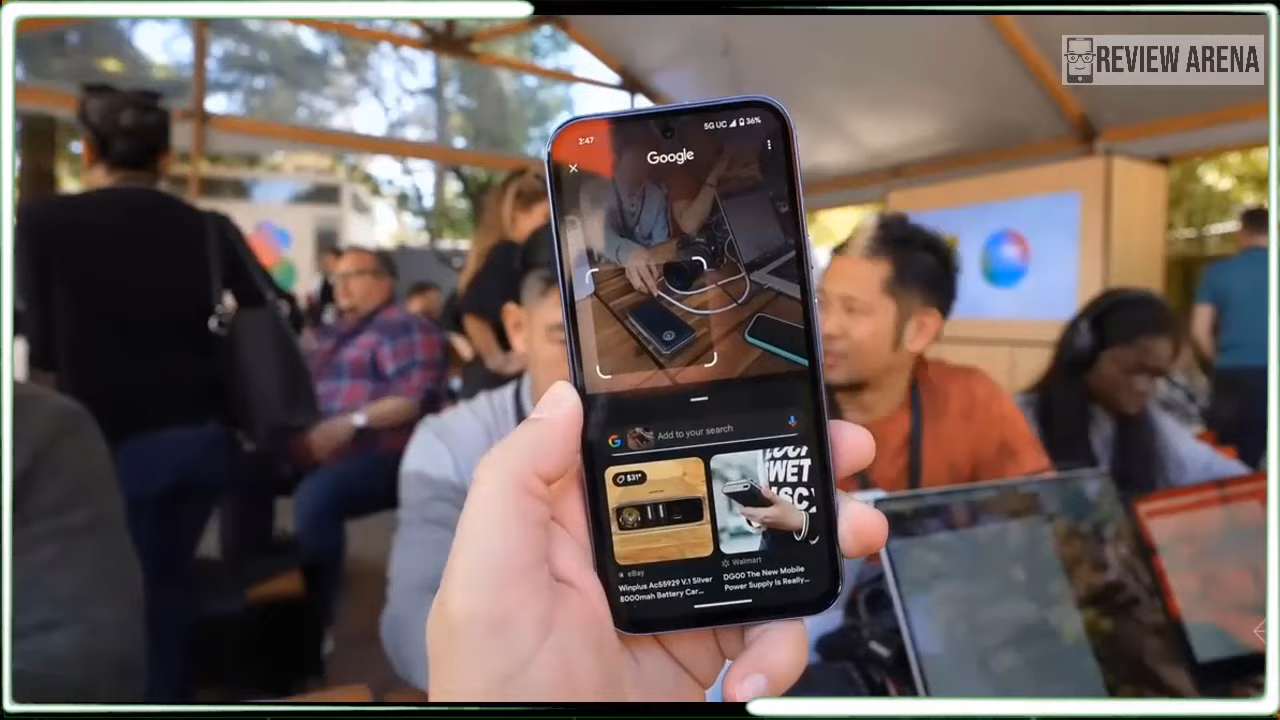 REVIEW ARENA
2:47
5G UC 36%
Google
Add to your search
$31*
eBay
Winplus Ac55929 V.1 Silver
8000mah Battery Car...
Walmart
DGOO The New Mobile
Power Supply Is Really...